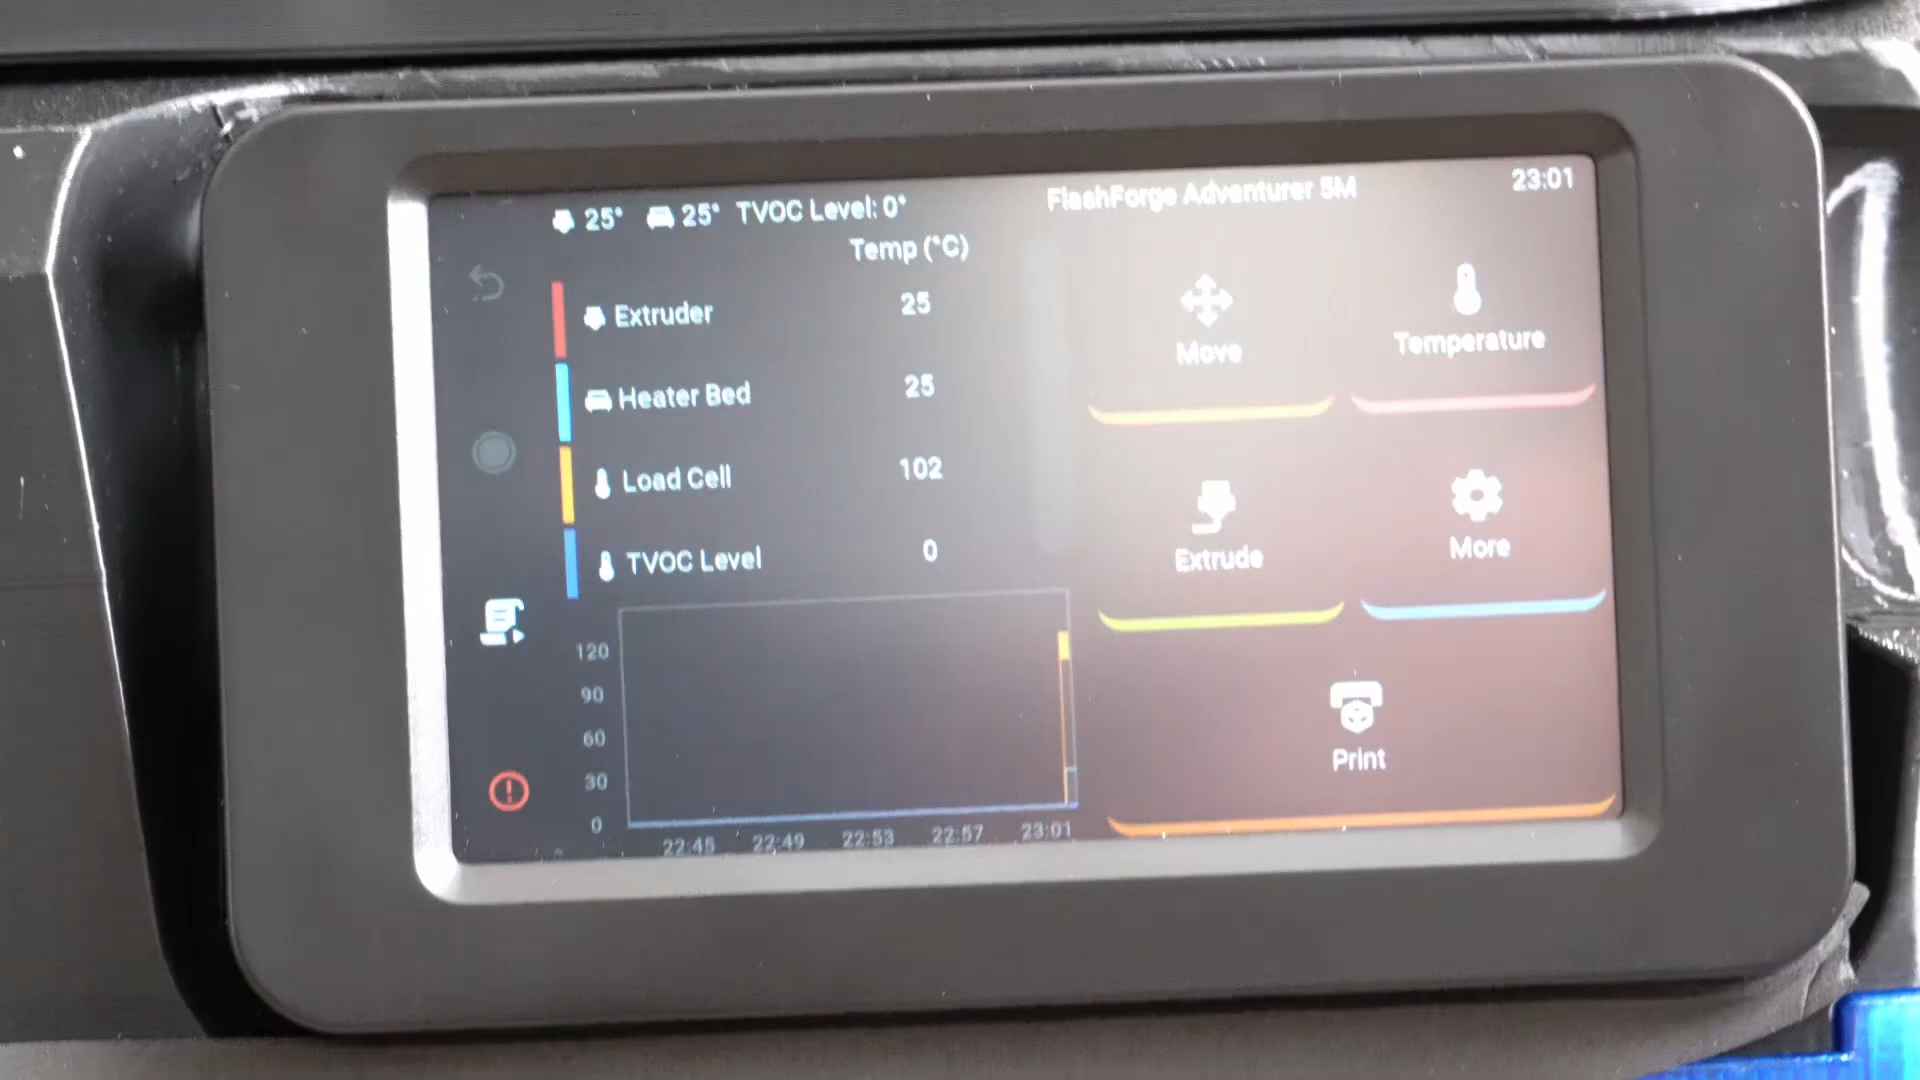 25° 25° TVOC Level: 0° FlashForge Adventurer 5M 23:01
Temp (°C)
Extruder 25
Heater Bed 25
Load Cell 102
TVOC Level 0
120
90
60
30
0
22:45 22:49 22:53 22:57 23:01
Move
Temperature
Extrude
More
Print